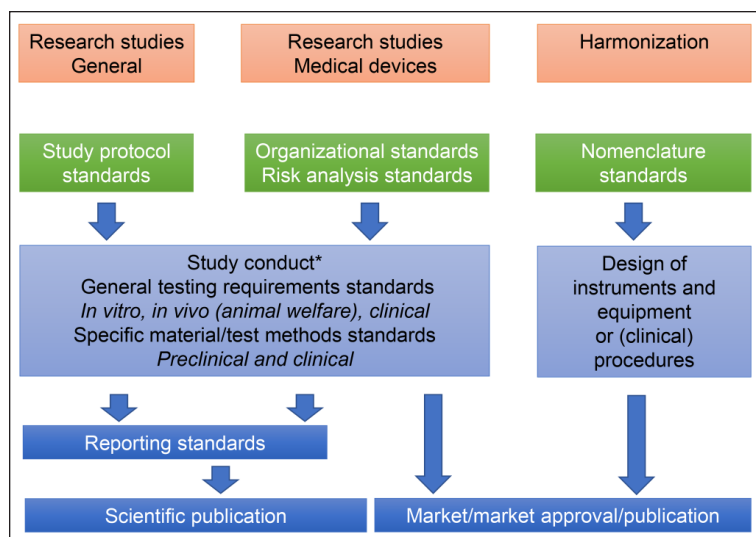 Research studies
General
Research studies
Medical devices
Harmonization
Study protocol
standards
Organizational standards
Risk analysis standards
Nomenclature
standards
Study conduct*
General testing requirements standards
In vitro, in vivo (animal welfare), clinical
Specific material/test methods standards
Preclinical and clinical
Design of
instruments and
equipment
or (clinical)
procedures
Reporting standards
Scientific publication
Market/market approval/publication